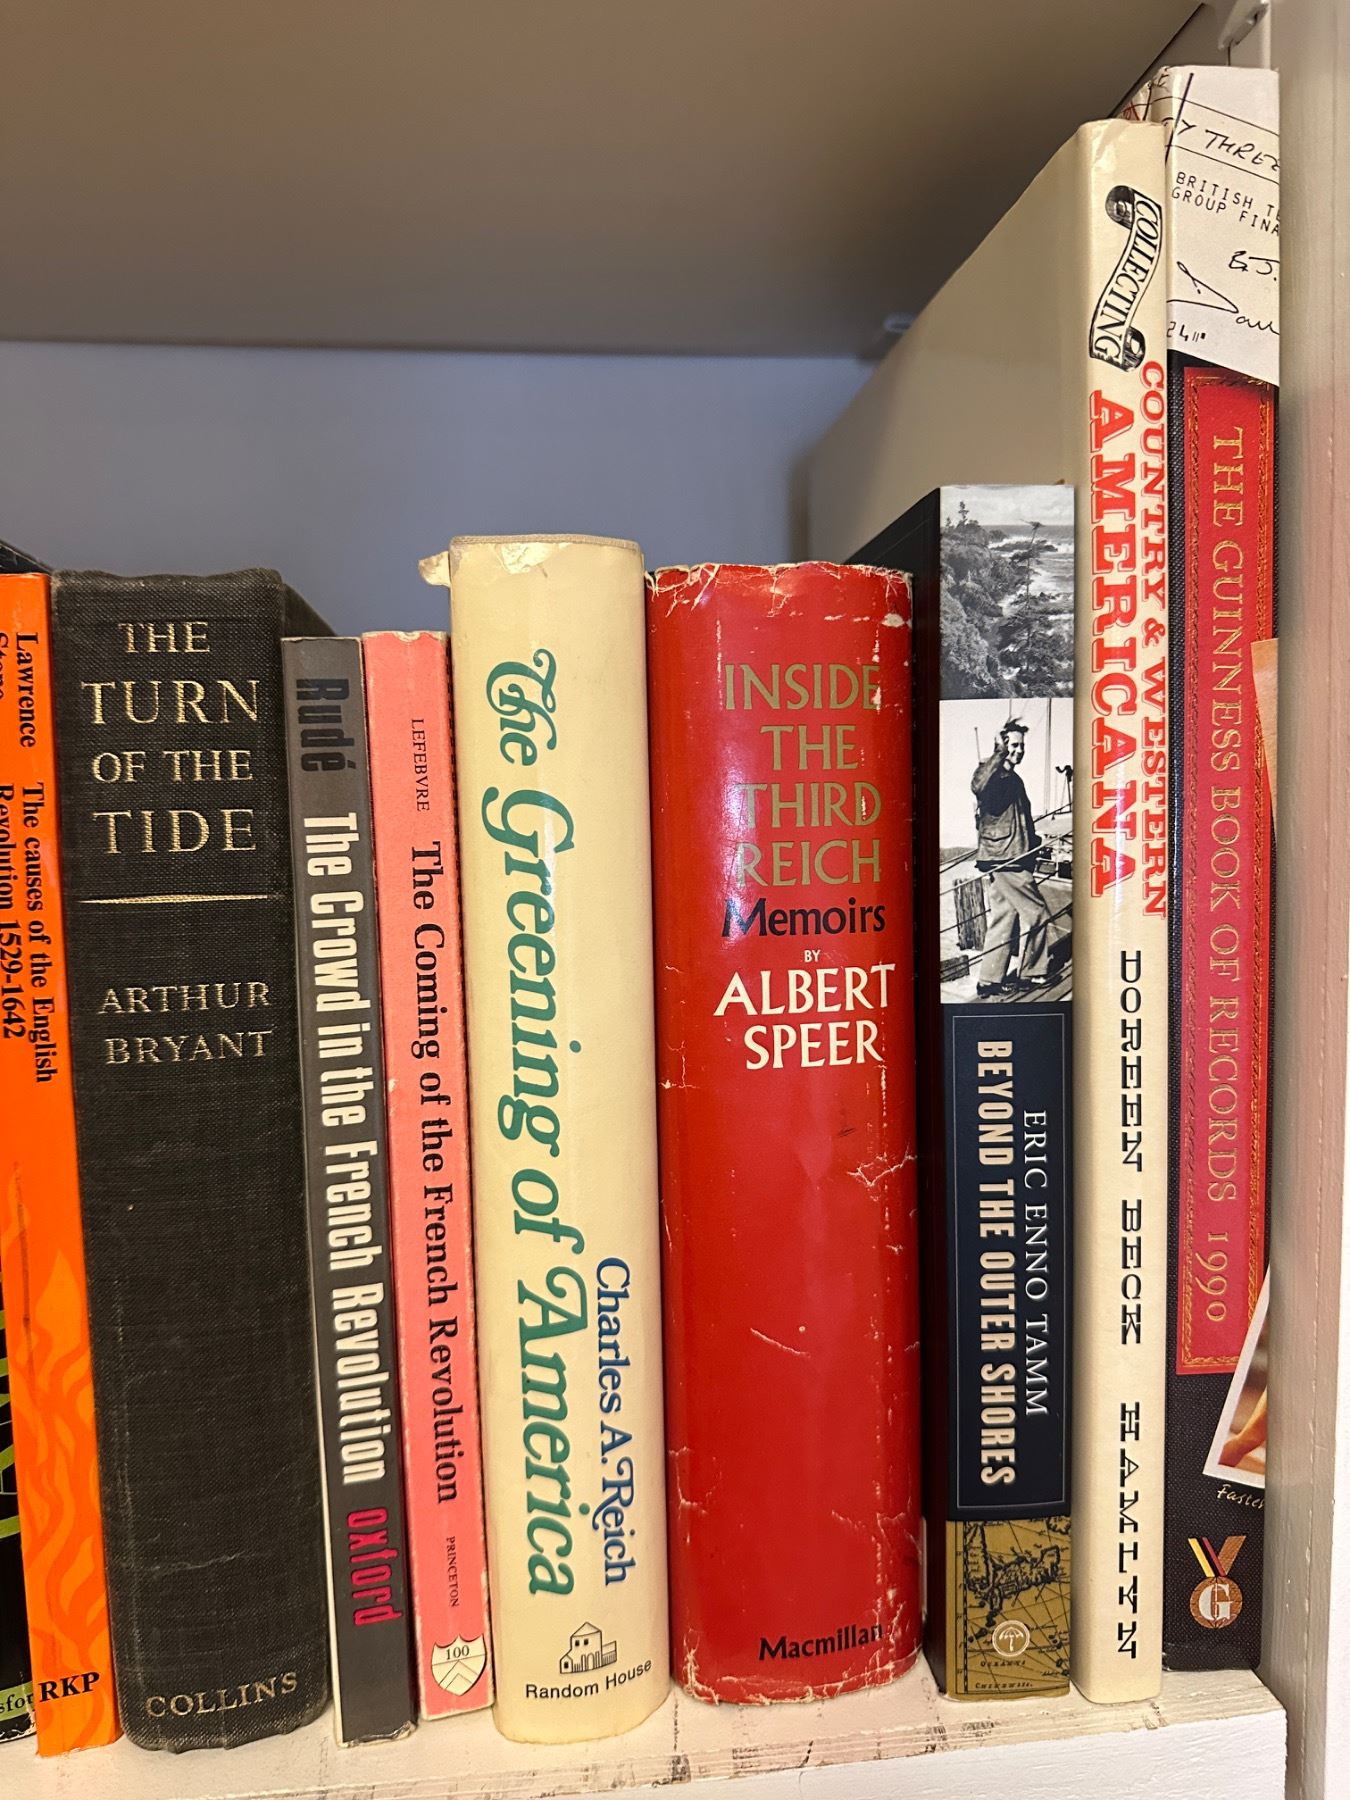 Lawrence
Stone
The causes of the English
Revolution 1529-1642
RKP
THE
TURN
OF THE
TIDE
ARTHUR
BRYANT
COLLINS
Rudé
The Crowd in the French Revolution
oxford
LEFEBVRE
The Coming of the French Revolution
PRINCETON
100
The Greening of America
Charles A. Reich
Random House
INSIDE
THE
THIRD
REICH
Memoirs
BY
ALBERT
SPEER
Macmillan
ERIC ENNO TAMM
BEYOND THE OUTER SHORES
COLLECTING
COUNTRY & WESTERN
AMERICANA
DOREEN BECK
HAMLYN
THREE
BRITISH
GROUP
THE GUINNESS BOOK OF RECORDS 1990
G